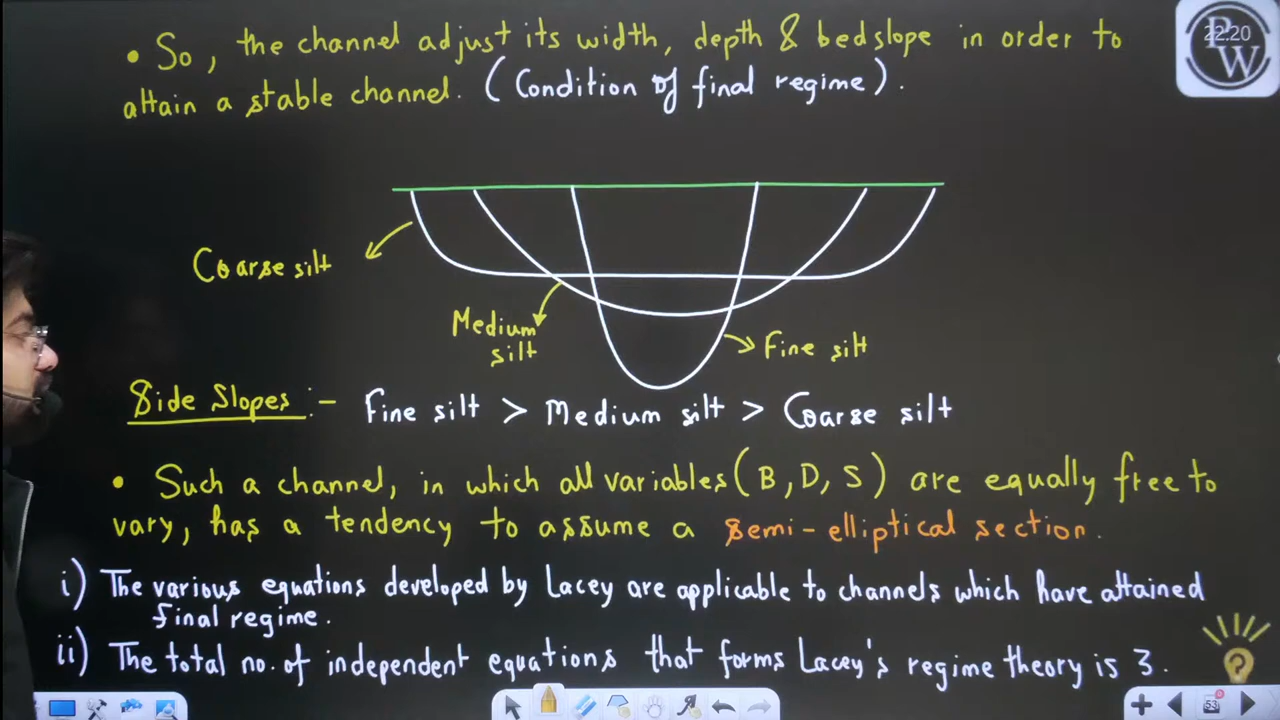 22:20
PW
• So, the channel adjust its width, depth & bedslope in order to
attain a stable channel. (Condition of final regime).
Coarse silt
Medium
silt
Fine silt
Side Slopes :- Fine silt > Medium silt > Coarse silt
• Such a channel, in which all variables (B, D, S) are equally free to
vary, has a tendency to assume a semi-elliptical section.
i) The various equations developed by Lacey are applicable to channels which have attained
final regime.
ii) The total no. of independent equations that forms Lacey's regime theory is 3.
53